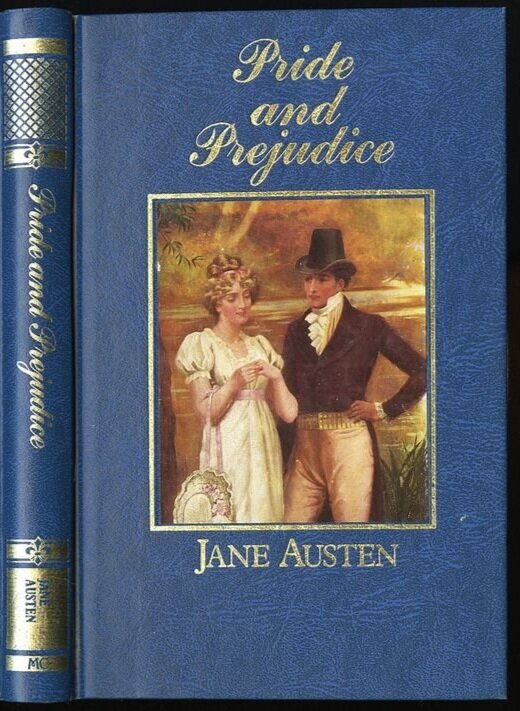 Pride
and
Prejudice
JANE AUSTEN
Pride and Prejudice
JANE
AUSTEN
MC